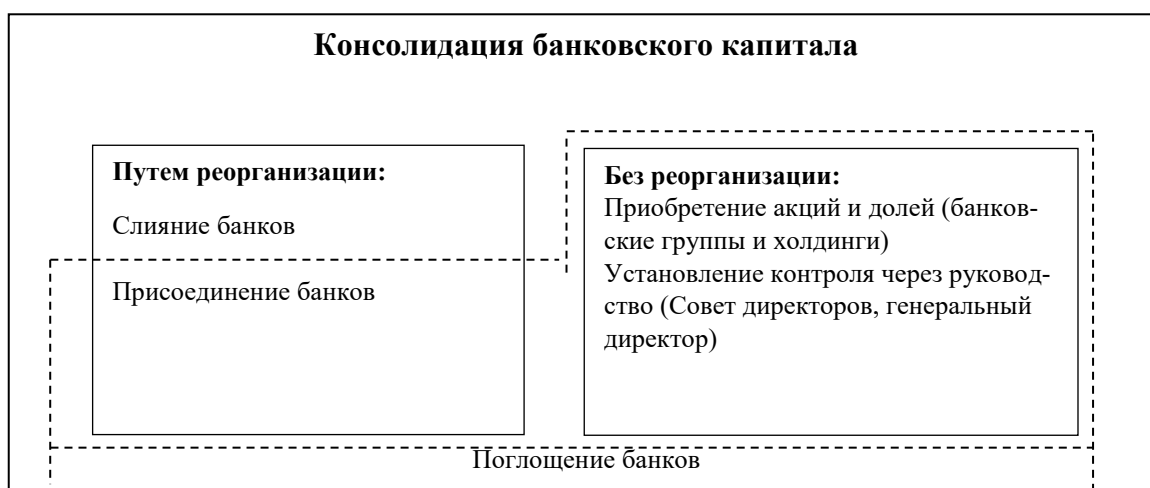 Консолидация банковского капитала
Путем реорганизации:
Слияние банков
Присоединение банков
Без реорганизации:
Приобретение акций и долей (банков-
ские группы и холдинги)
Установление контроля через руковод-
ство (Совет директоров, генеральный
директор)
Поглощение банков